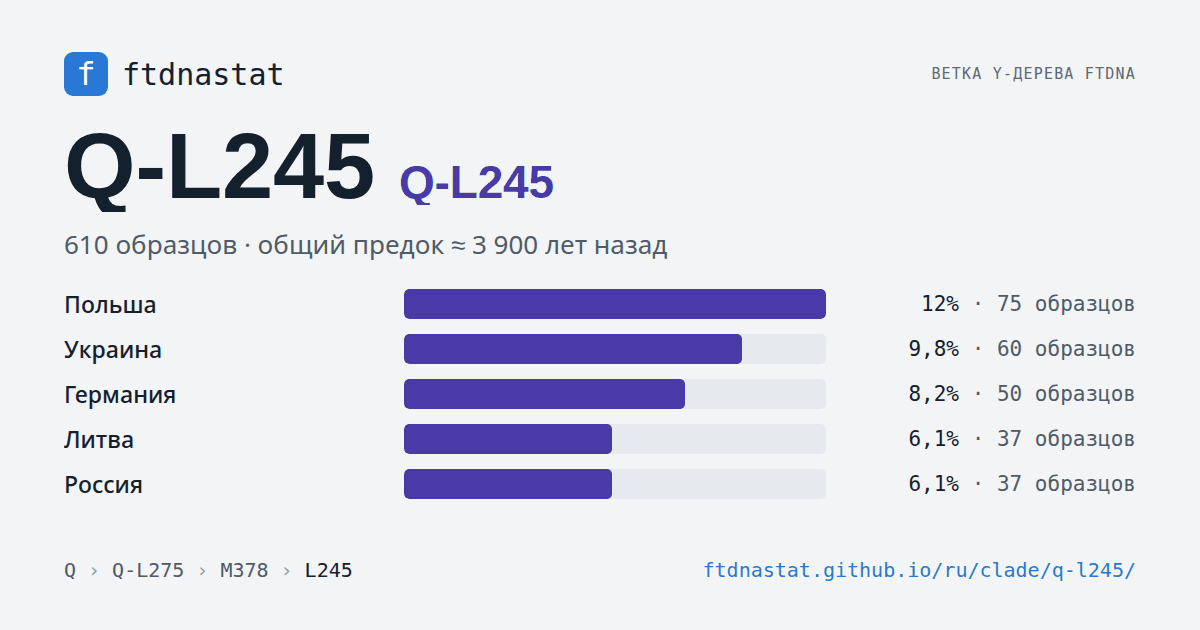 f ftdnastat
ВЕТКА Y-ДЕРЕВА FTDNA
Q-L245 Q-L245
610 образцов · общий предок ≈ 3 900 лет назад
Польша 12% · 75 образцов
Украина 9,8% · 60 образцов
Германия 8,2% · 50 образцов
Литва 6,1% · 37 образцов
Россия 6,1% · 37 образцов
Q › Q-L275 › M378 › L245
ftdnastat.github.io/ru/clade/q-l245/